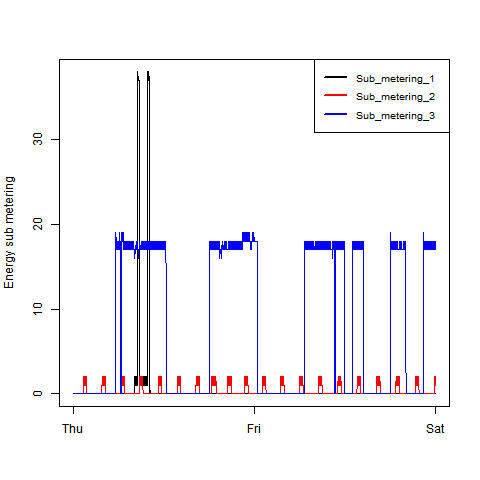 Sub_metering_1
Sub_metering_2
Sub_metering_3
Energy sub metering
30
20
10
0
Thu
Fri
Sat